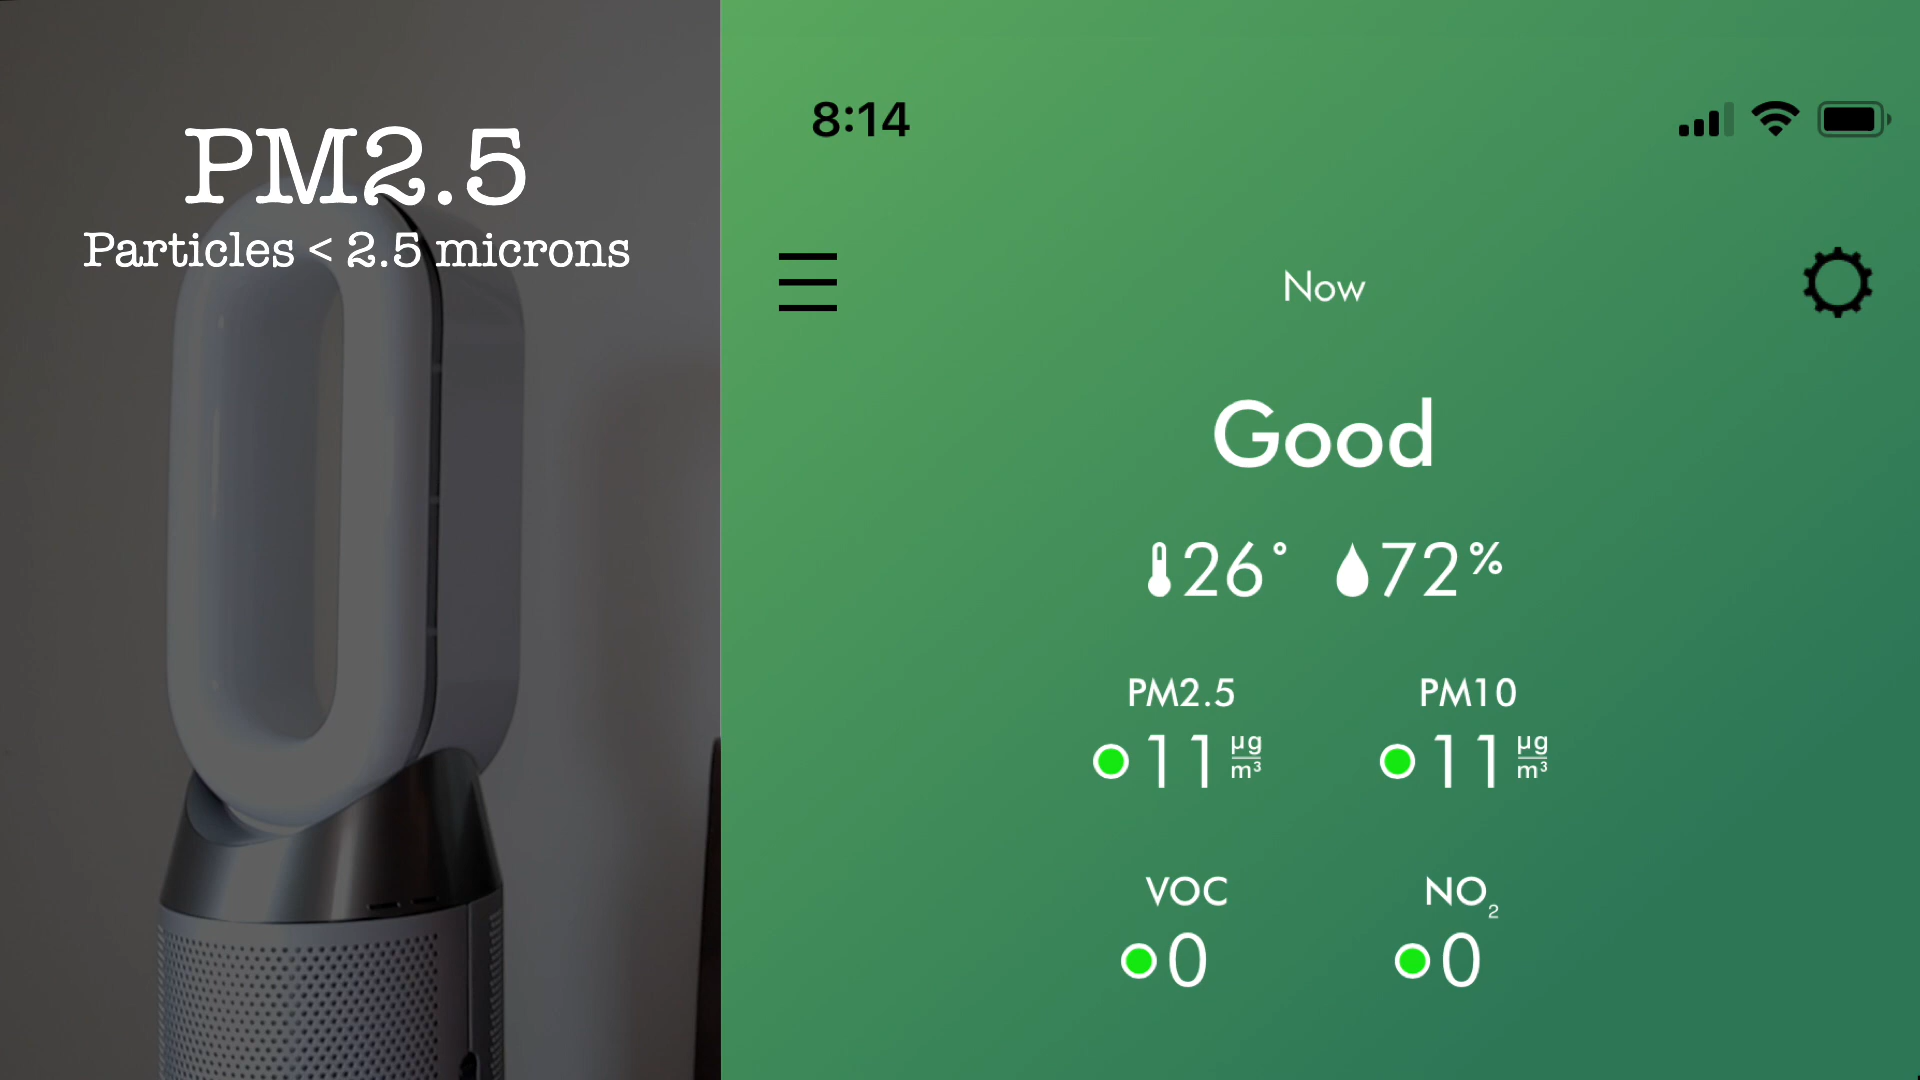 PM2.5
Particles < 2.5 microns
8:14
Now
Good
26° 72%
PM2.5 PM10
11 µg/m³ 11 µg/m³
VOC NO₂
0 0